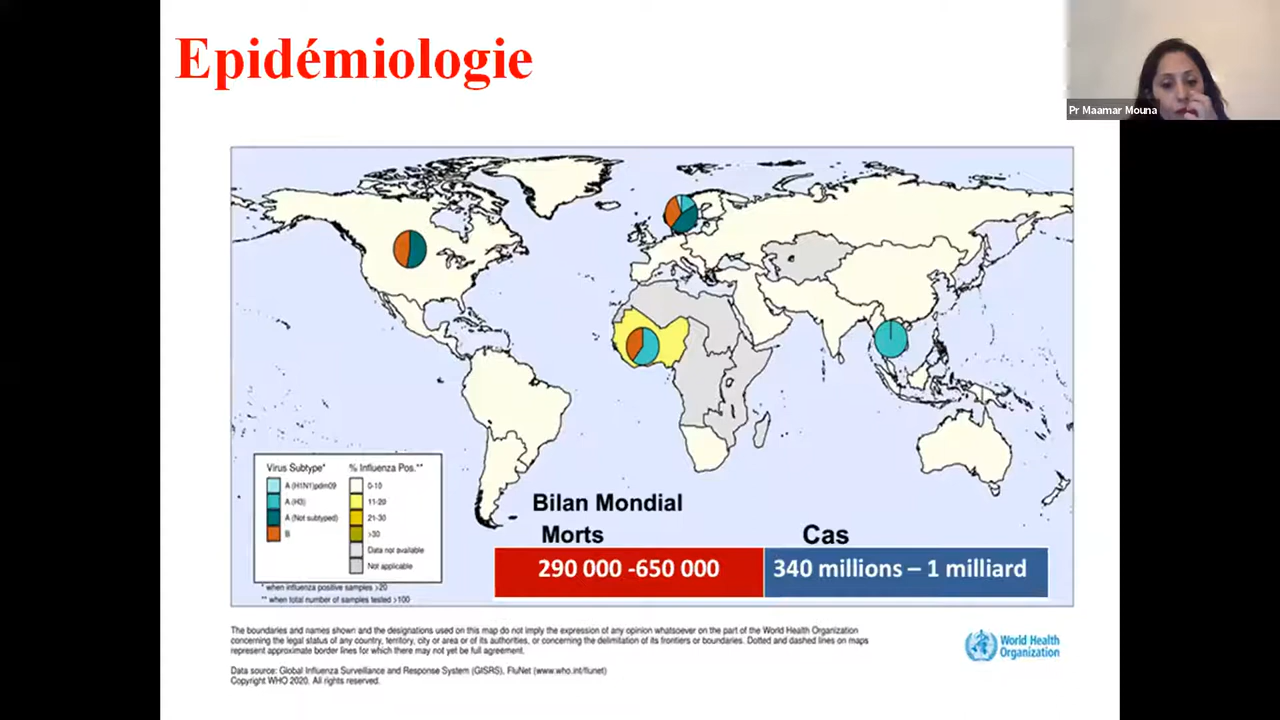 Epidémiologie
Pr Maamar Mouna
Virus Subtype*
A (H1N1)pdm09
A (H3)
A (Not subtyped)
B
% Influenza Pos.**
0-10
11-20
21-30
>30
Data not available
Not applicable
* when influenza positive samples >20
** when total number of samples tested >100
Bilan Mondial
Morts
Cas
290 000 -650 000
340 millions – 1 milliard
The boundaries and names shown and the designations used on this map do not imply the expression of any opinion whatsoever on the part of the World Health Organization
concerning the legal status of any country, territory, city or area or of its authorities, or concerning the delimitation of its frontiers or boundaries. Dotted and dashed lines on maps
represent approximate border lines for which there may not yet be full agreement.
Data source: Global Influenza Surveillance and Response System (GISRS), FluNet (www.who.int/flunet)
Copyright WHO 2020. All rights reserved.
World Health
Organization